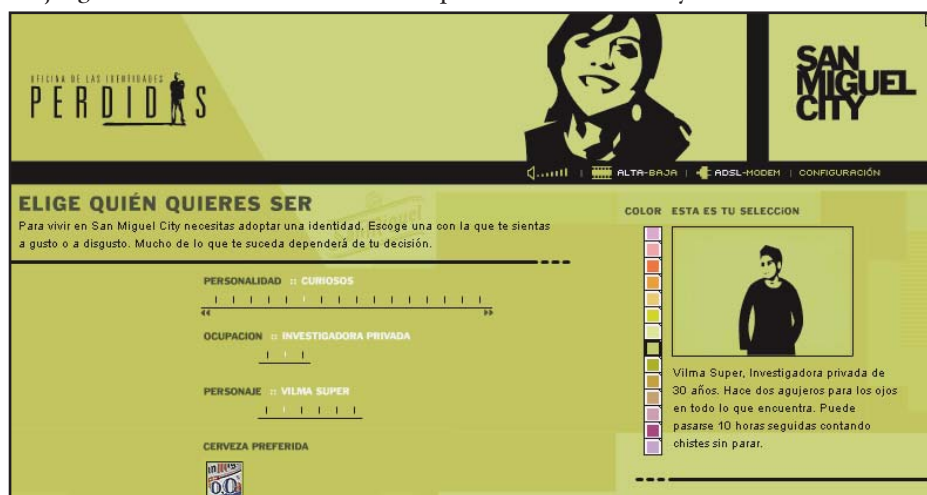 OFICINA DE LAS IDENTIDADES
PERDIDAS
SAN
MIGUEL
CITY
ALTA-BAJA | ADSL-MODEM | CONFIGURACIÓN
ELIGE QUIÉN QUIERES SER
Para vivir en San Miguel City necesitas adoptar una identidad. Escoge una con la que te sientas
a gusto o a disgusto. Mucho de lo que te suceda dependerá de tu decisión.
PERSONALIDAD :: CURIOSOS
OCUPACION :: INVESTIGADORA PRIVADA
PERSONAJE :: VILMA SUPER
CERVEZA PREFERIDA
0,0
COLOR ESTA ES TU SELECCiON
Vilma Super, Investigadora privada de
30 años. Hace dos agujeros para los ojos
en todo lo que encuentra. Puede
pasarse 10 horas seguidas contando
chistes sin parar.